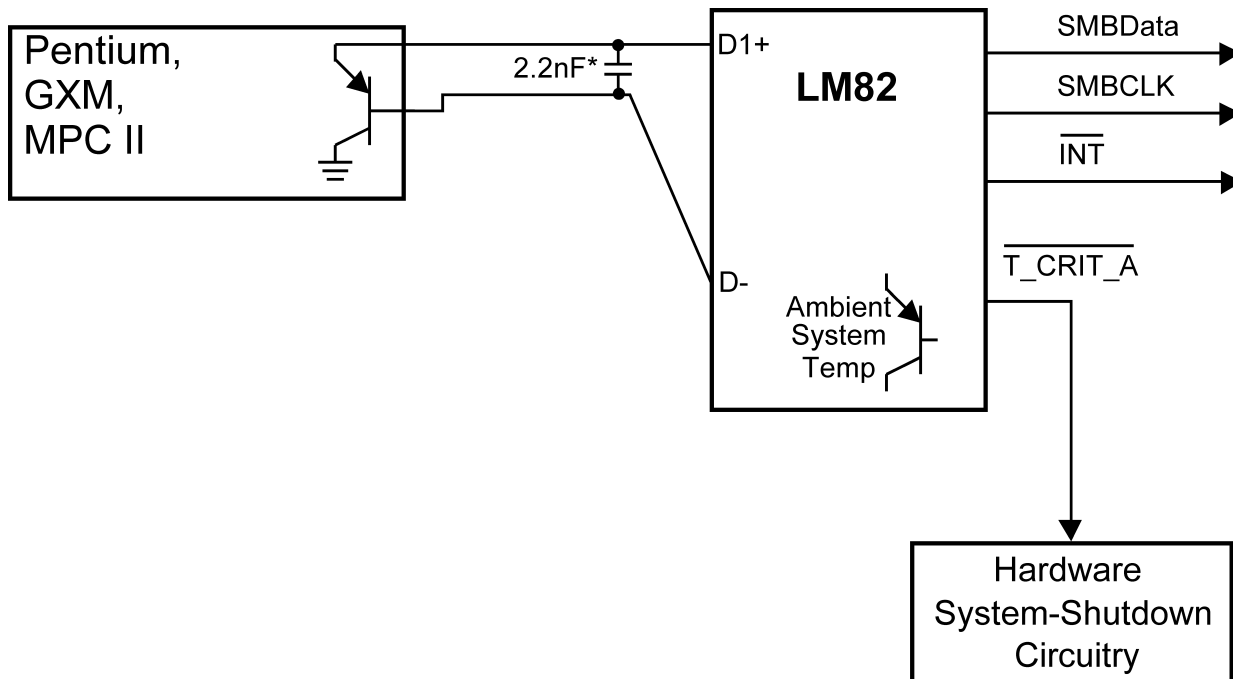 Pentium,
GXM,
MPC II
2.2nF*
D1+
LM82
D-
Ambient
System
Temp
SMBData
SMBCLK
INT
T_CRIT_A
Hardware
System-Shutdown
Circuitry